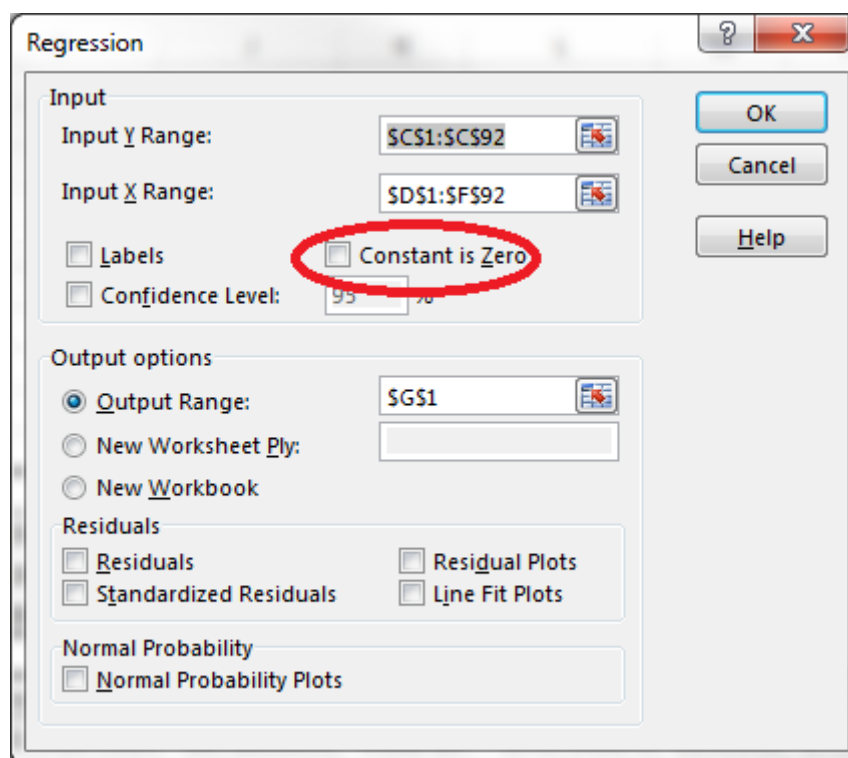 Regression
?
X
Input
Input Y Range:
$C$1:$C$92
OK
Input X Range:
$D$1:$F$92
Cancel
Labels
Constant is Zero
Help
Confidence Level:
95 %
Output options
Output Range:
$G$1
New Worksheet Ply:
New Workbook
Residuals
Residuals
Residual Plots
Standardized Residuals
Line Fit Plots
Normal Probability
Normal Probability Plots